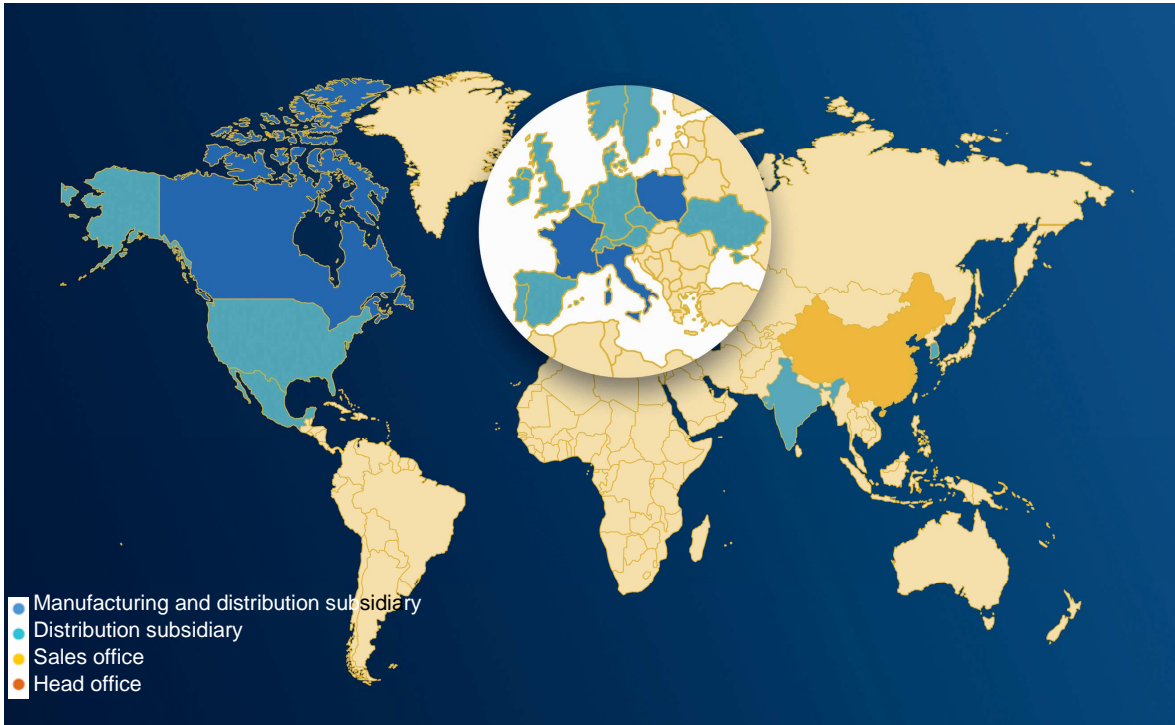 Manufacturing and distribution subsidiary
Distribution subsidiary
Sales office
Head office